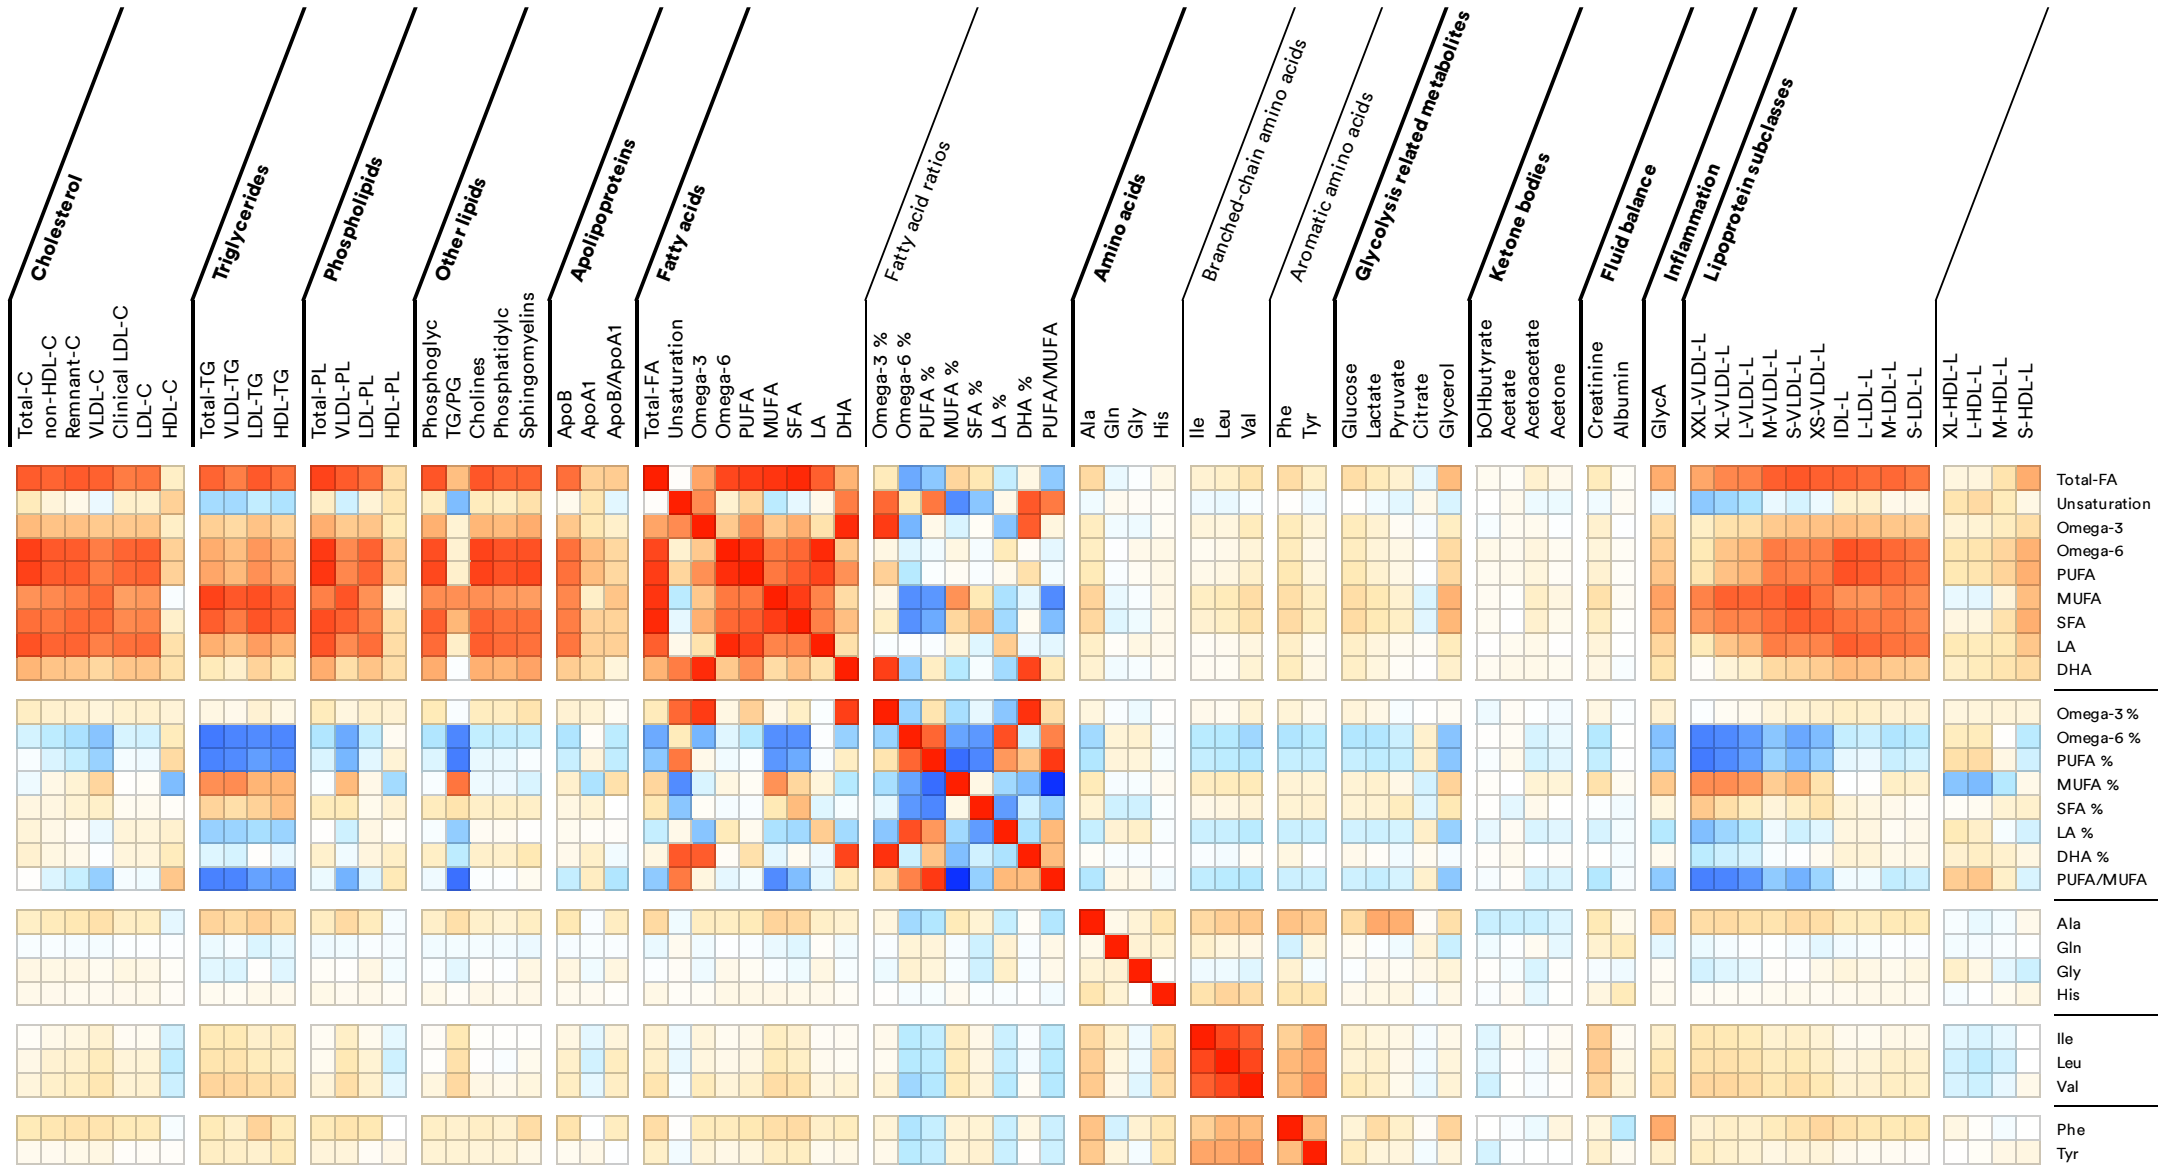 Cholesterol
Triglycerides
Phospholipids
Other lipids
Apolipoproteins
Fatty acids
Fatty acid ratios
Amino acids
Branched-chain amino acids
Aromatic amino acids
Glycolysis related metabolites
Ketone bodies
Fluid balance
Inflammation
Lipoprotein subclasses
Total-C
non-HDL-C
Remnant-C
VLDL-C
Clinical LDL-C
LDL-C
HDL-C
Total-TG
VLDL-TG
LDL-TG
HDL-TG
Total-PL
VLDL-PL
LDL-PL
HDL-PL
Phosphoglyc
TG/PG
Cholines
Phosphatidylc
Sphingomyelins
ApoB
ApoA1
ApoB/ApoA1
Total-FA
Unsaturation
Omega-3
Omega-6
PUFA
MUFA
SFA
LA
DHA
Omega-3 %
Omega-6 %
PUFA %
MUFA %
SFA %
LA %
DHA %
PUFA/MUFA
Ala
Gln
Gly
His
Ile
Leu
Val
Phe
Tyr
Glucose
Lactate
Pyruvate
Citrate
Glycerol
bOHbutyrate
Acetate
Acetoacetate
Acetone
Creatinine
Albumin
GlycA
XXL-VLDL-L
XL-VLDL-L
L-VLDL-L
M-VLDL-L
S-VLDL-L
XS-VLDL-L
IDL-L
L-LDL-L
M-LDL-L
S-LDL-L
XL-HDL-L
L-HDL-L
M-HDL-L
S-HDL-L
Total-FA
Unsaturation
Omega-3
Omega-6
PUFA
MUFA
SFA
LA
DHA
Omega-3 %
Omega-6 %
PUFA %
MUFA %
SFA %
LA %
DHA %
PUFA/MUFA
Ala
Gln
Gly
His
Ile
Leu
Val
Phe
Tyr